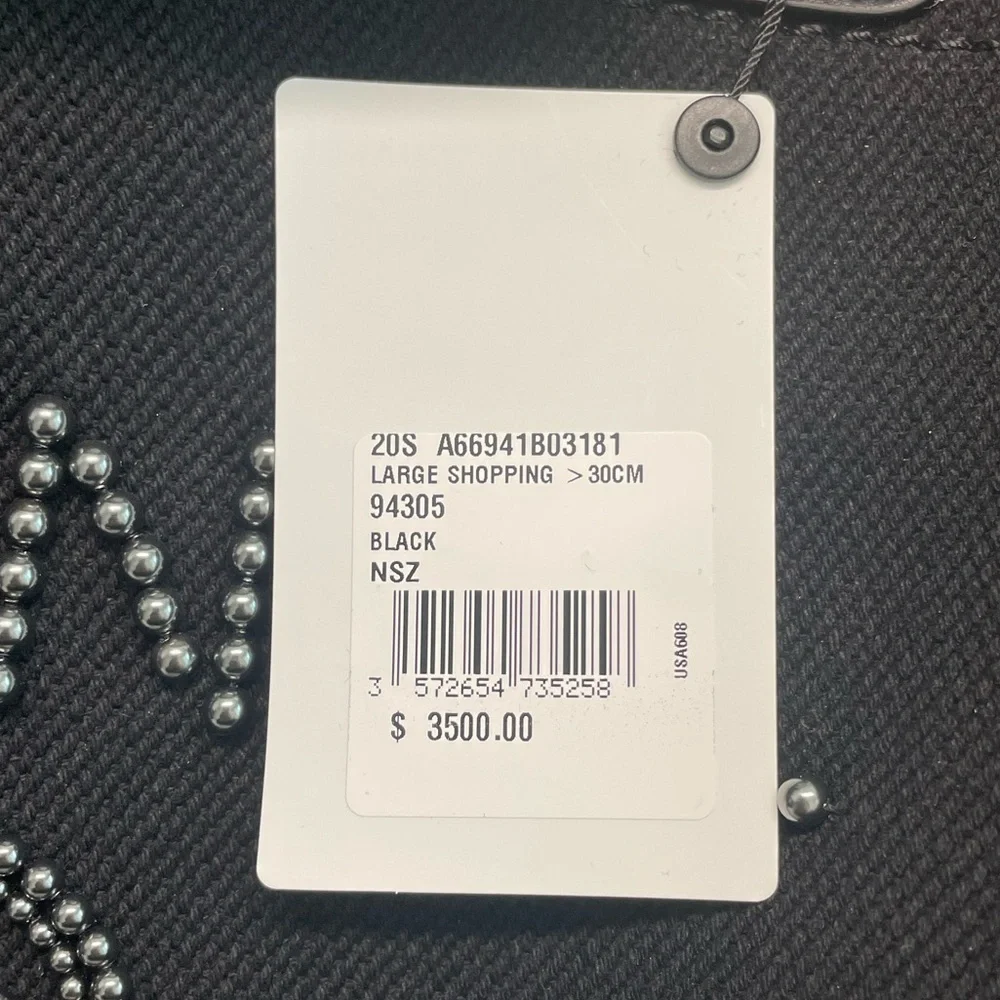 20S A66941B03181
LARGE SHOPPING >30CM
94305
BLACK
NSZ
USA608
3 572654 735258
$ 3500.00